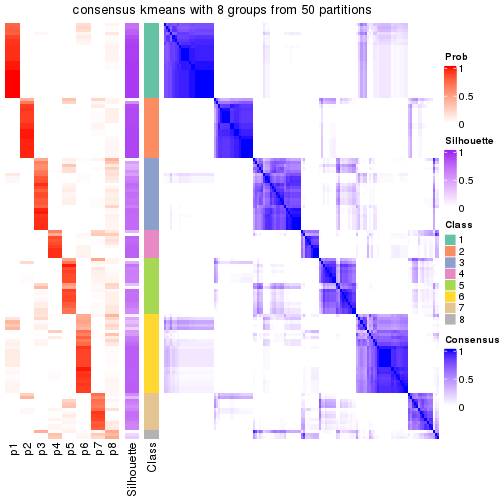 consensus kmeans with 8 groups from 50 partitions
Prob
1
0.5
0
Silhouette
1
0.5
0
Class
1
2
3
4
5
6
7
8
Consensus
1
0.5
0
p1
p2
p3
p4
p5
p6
p7
p8
Silhouette
Class